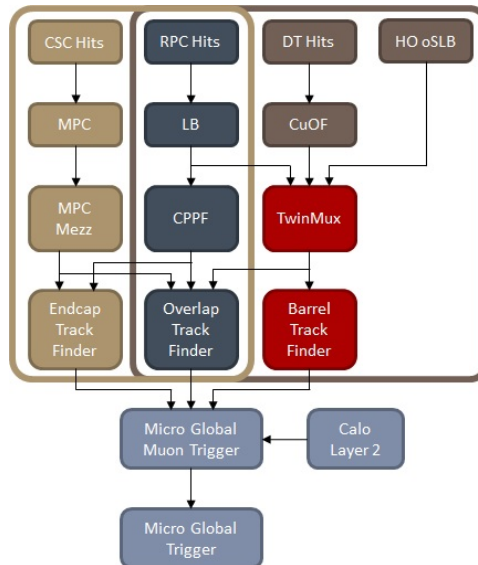 CSC Hits
RPC Hits
DT Hits
HO oSLB
MPC
LB
CuOF
MPC
Mezz
CPPF
TwinMux
Endcap
Track
Finder
Overlap
Track
Finder
Barrel
Track
Finder
Micro Global
Muon Trigger
Calo
Layer 2
Micro Global
Trigger